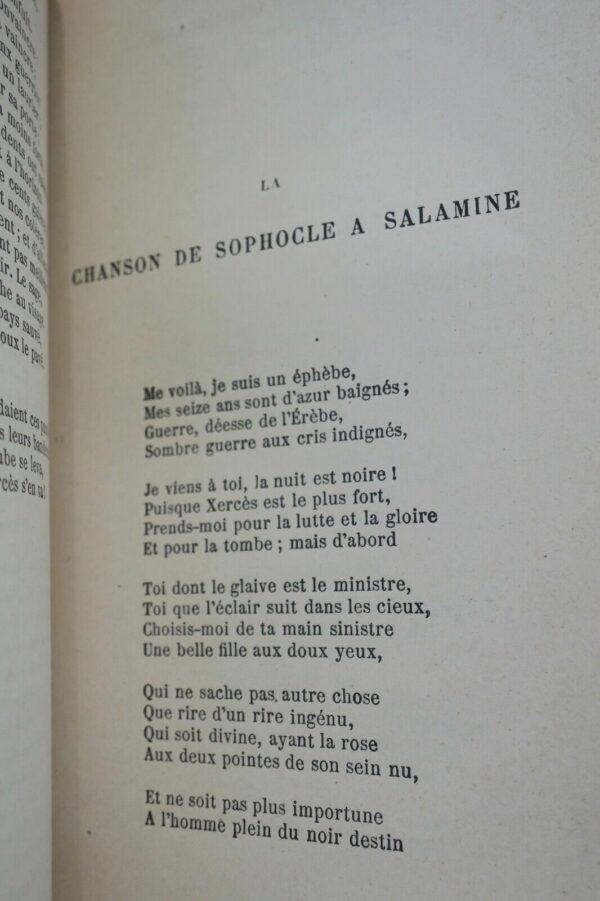 LA
CHANSON DE SOPHOCLE A SALAMINE
Me voilà, je suis un éphèbe,
Mes seize ans sont d'azur baignés ;
Guerre, déesse de l'Érèbe,
Sombre guerre aux cris indignés,
Je viens à toi, la nuit est noire !
Puisque Xercès est le plus fort,
Prends-moi pour la lutte et la gloire
Et pour la tombe ; mais d'abord
Toi dont le glaive est le ministre,
Toi que l'éclair suit dans les cieux,
Choisis-moi de ta main sinistre
Une belle fille aux doux yeux,
Qui ne sache pas autre chose
Que rire d'un rire ingénu,
Qui soit divine, ayant la rose
Aux deux pointes de son sein nu,
Et ne soit pas plus importune
A l'homme plein du noir destin